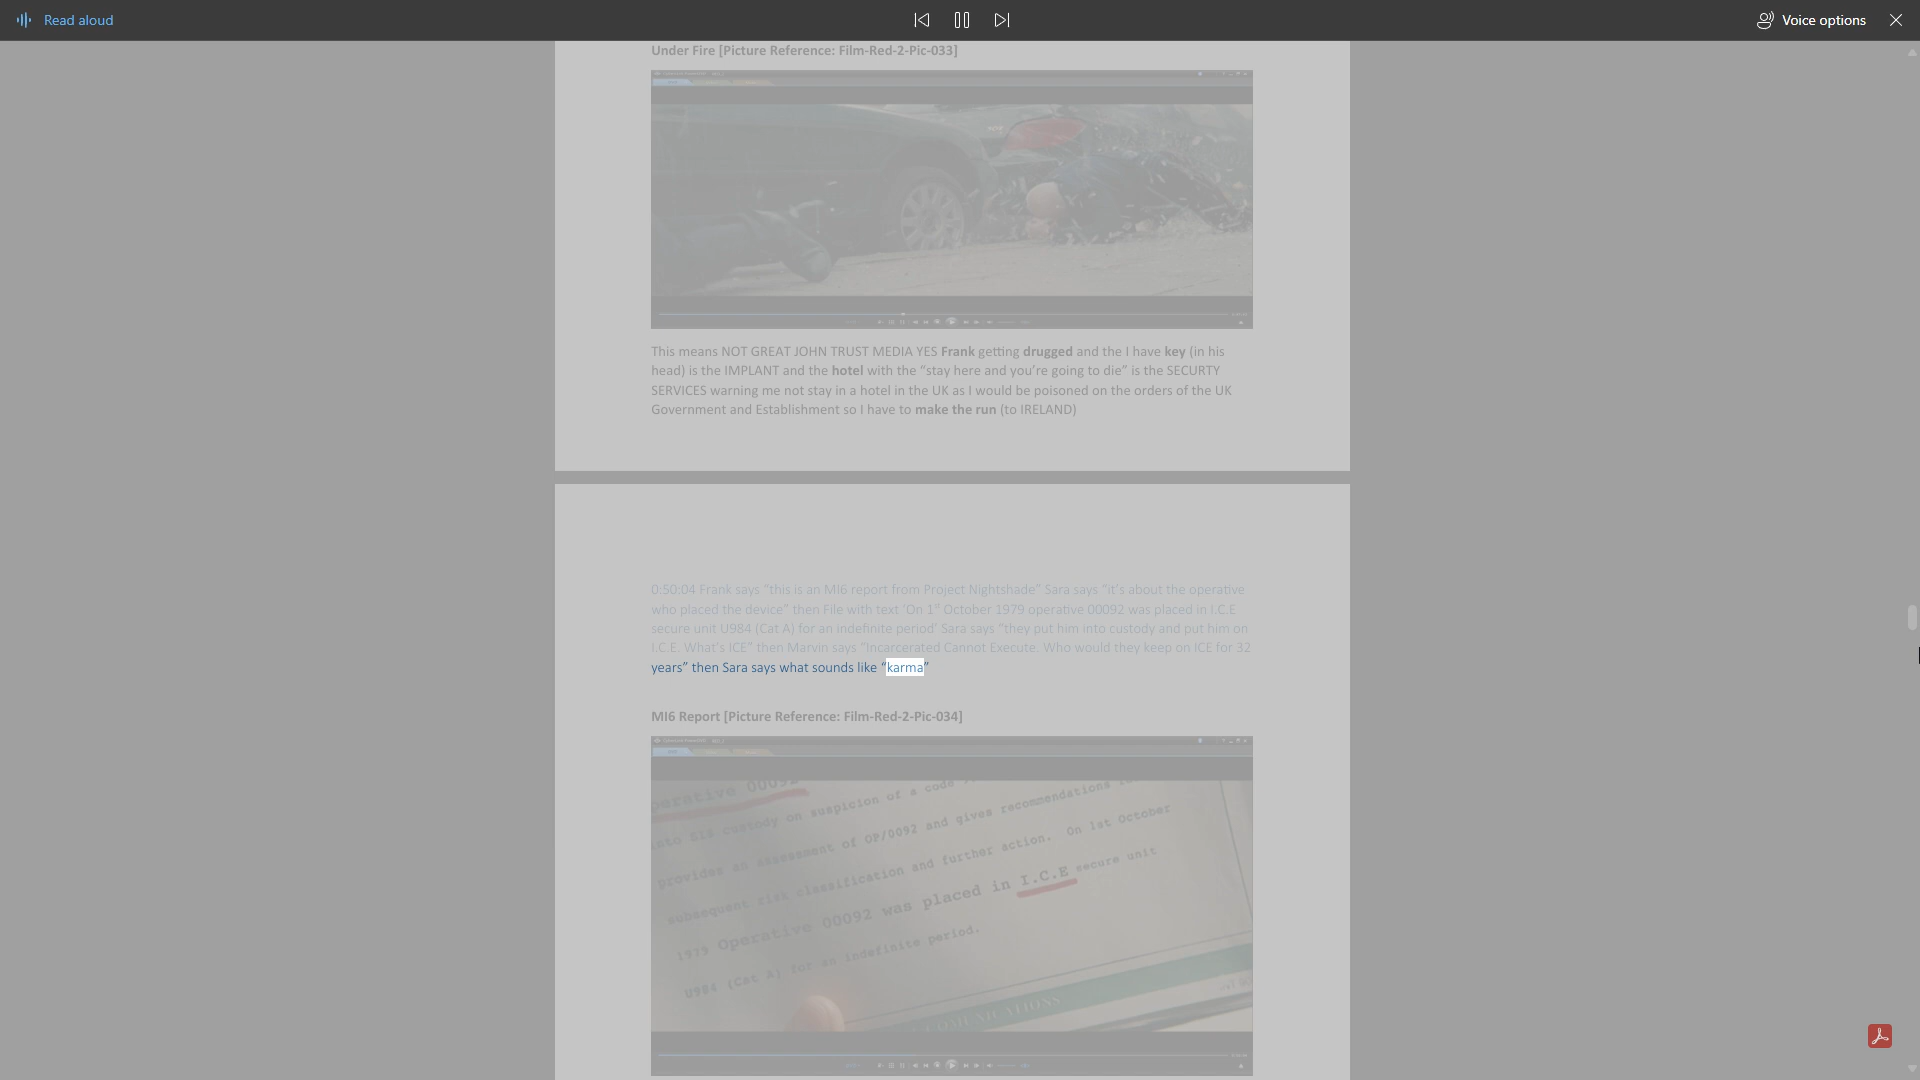 Read aloud
Voice options
Under Fire [Picture Reference: Film-Red-2-Pic-033]
This means NOT GREAT JOHN TRUST MEDIA YES Frank getting drugged and the I have key (in his
head) is the IMPLANT and the hotel with the “stay here and you’re going to die” is the SECURTY
SERVICES warning me not stay in a hotel in the UK as I would be poisoned on the orders of the UK
Government and Establishment so I have to make the run (to IRELAND)
0:50:04 Frank says “this is an MI6 report from Project Nightshade” Sara says “it’s about the operative
who placed the device” then File with text ‘On 1st October 1979 operative 00092 was placed in I.C.E
secure unit U984 (Cat A) for an indefinite period’ Sara says “they put him into custody and put him on
I.C.E. What’s ICE” then Marvin says “Incarcerated Cannot Execute. Who would they keep on ICE for 32
years” then Sara says what sounds like “karma”
MI6 Report [Picture Reference: Film-Red-2-Pic-034]
perative 00092
into SIS custody on suspicion of a code
provides an assessment of OP/0092 and gives recommendations
subsequent risk classification and further action. On 1st October
1979 Operative 00092 was placed in I.C.E secure unit
U984 (Cat A) for an indefinite period.